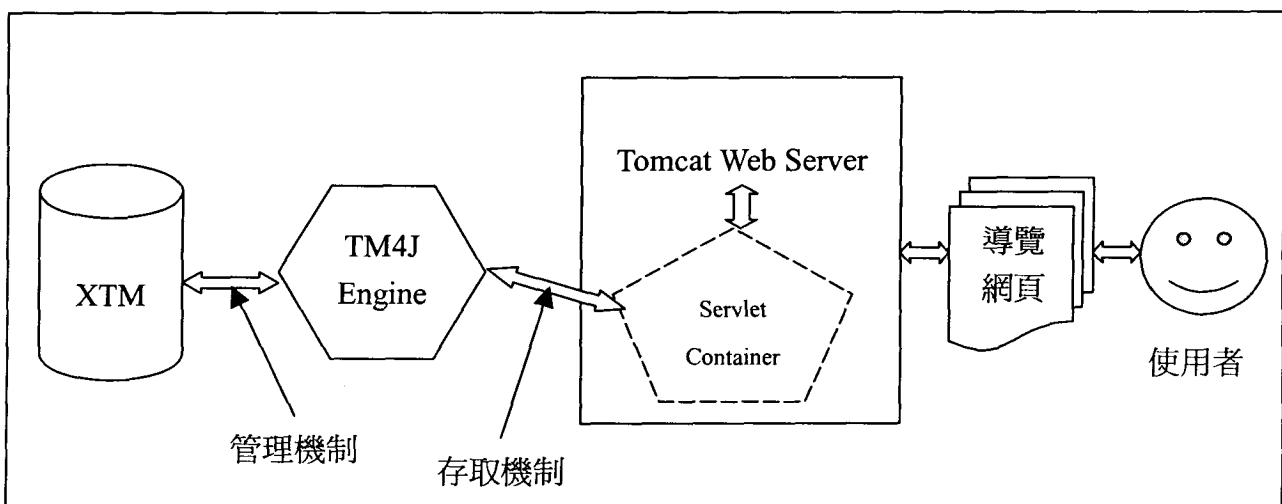 XTM
TM4J
Engine
Tomcat Web Server
Servlet
Container
導覽
網頁
使用者
管理機制
存取機制